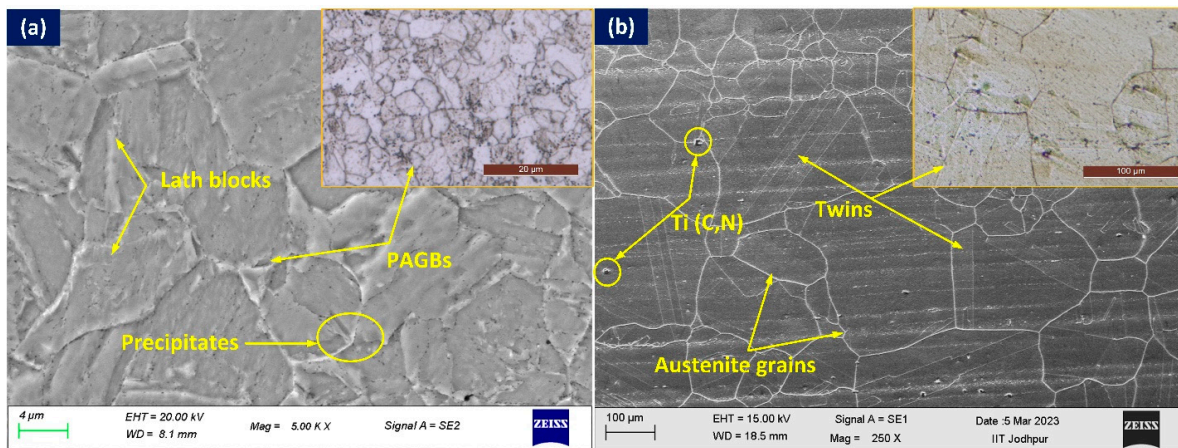 (a)
20 µm
Lath blocks
PAGBs
Precipitates
4 µm
EHT = 20.00 kV
WD = 8.1 mm
Mag = 5.00 K X
Signal A = SE2
ZEISS
(b)
100 µm
Ti (C,N)
Twins
Austenite grains
100 µm
EHT = 15.00 kV
WD = 18.5 mm
Signal A = SE1
Mag = 250 X
Date :5 Mar 2023
IIT Jodhpur
ZEISS